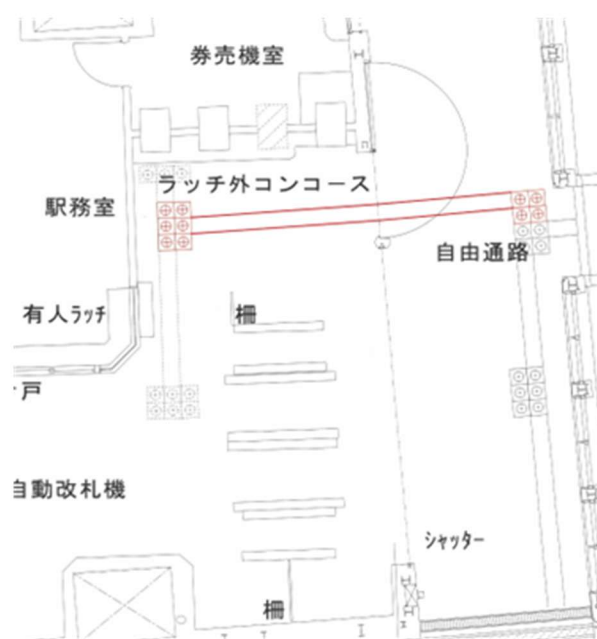 券売機室
ラッチ外コンコース
駅務室
自由通路
有人ラッチ
柵
戸
自動改札機
シャッター
柵